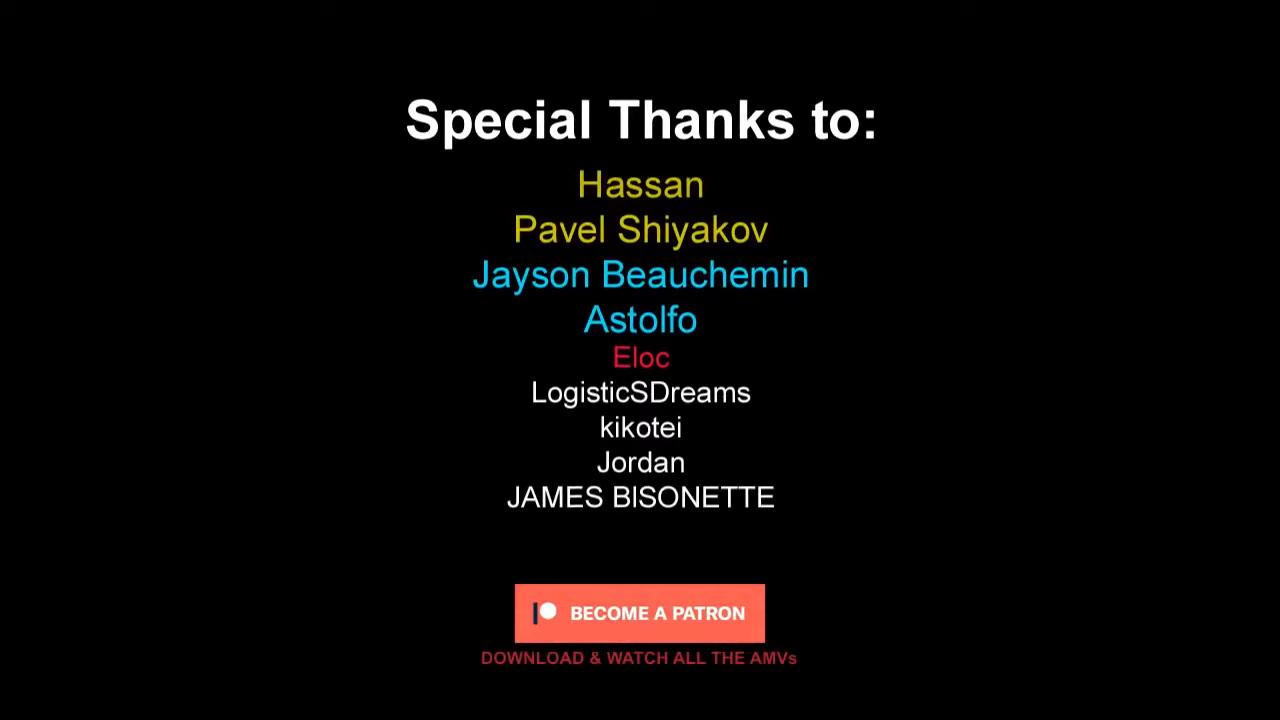 Special Thanks to:
Hassan
Pavel Shiyakov
Jayson Beauchemin
Astolfo
Eloc
LogisticSDreams
kikotei
Jordan
JAMES BISONETTE
BECOME A PATRON
DOWNLOAD & WATCH ALL THE AMVs